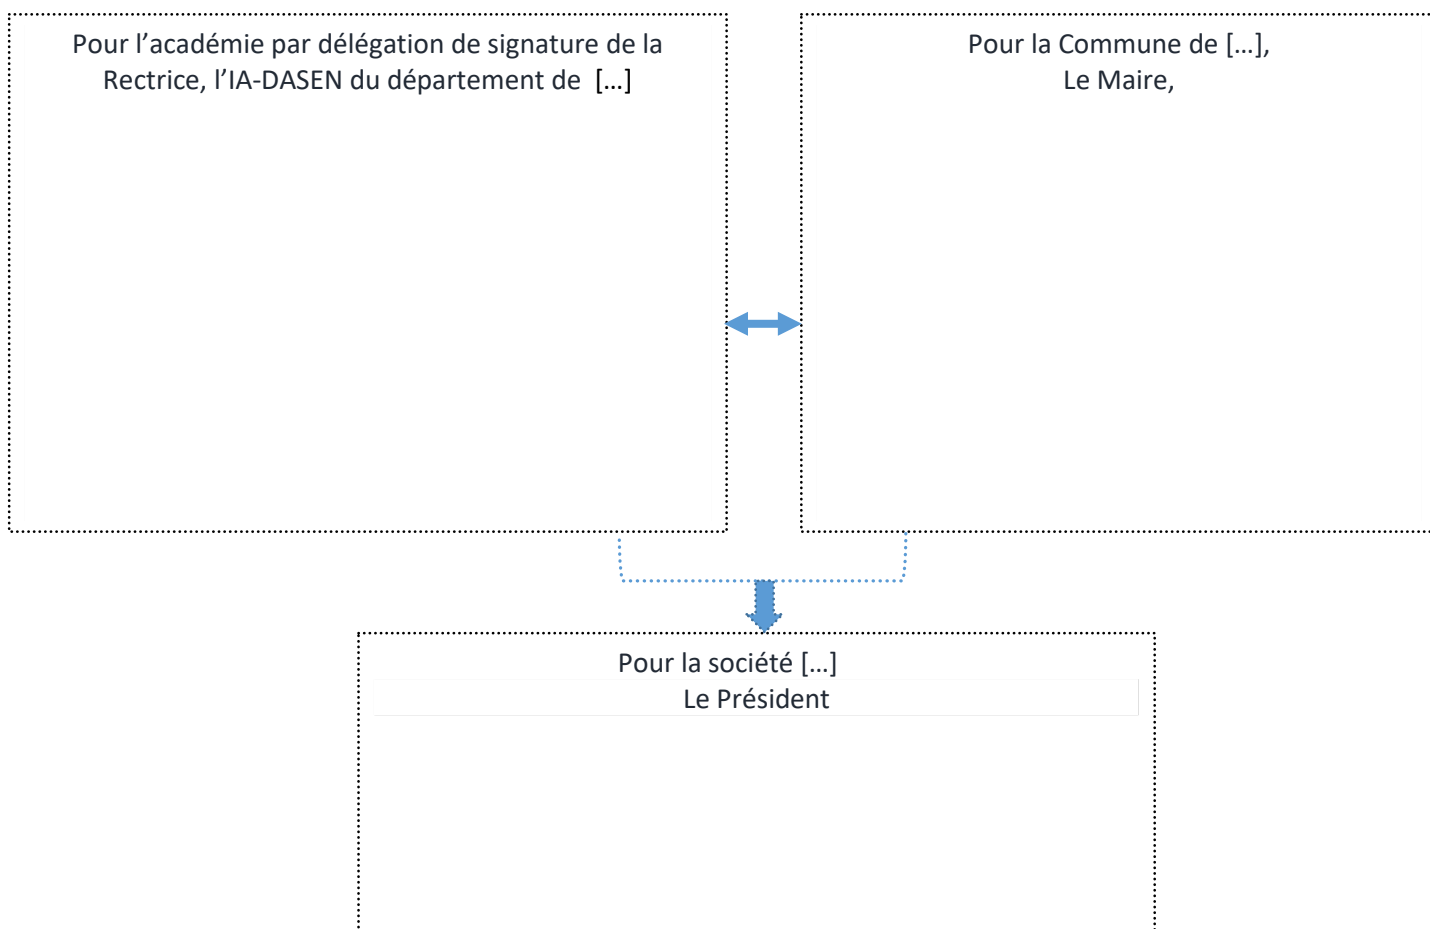 Pour l’académie par délégation de signature de la
Rectrice, l’IA-DASEN du département de  […]
Pour la Commune de […],
Le Maire,
Pour la société […]
Le Président